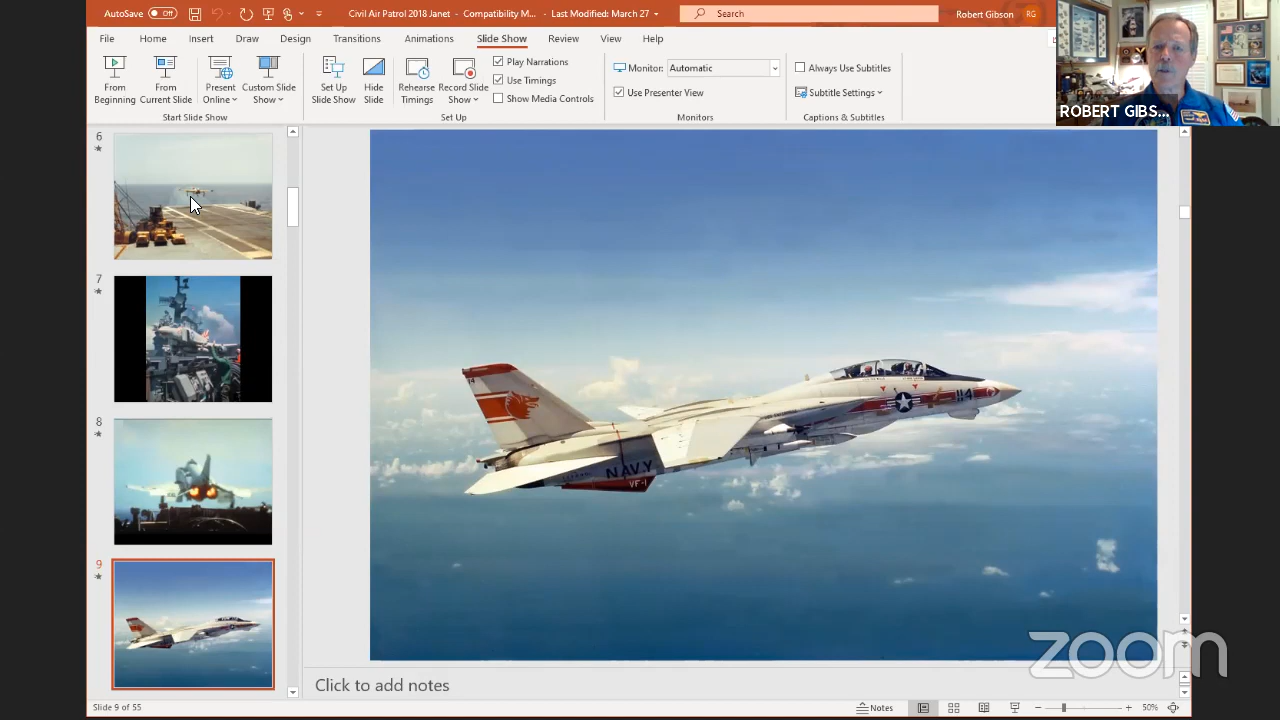 AutoSave Off Civil Air Patrol 2018 Janet - Compatibility M... - Last Modified: March 27 Search Robert Gibson RG
File Home Insert Draw Design Transitions Animations Slide Show Review View Help
From Beginning
From Current Slide
Present Online
Custom Slide Show
Start Slide Show
Set Up Slide Show
Hide Slide
Rehearse Timings
Record Slide Show
Play Narrations
Use Timings
Show Media Controls
Set Up
Monitor: Automatic
Use Presenter View
Monitors
Always Use Subtitles
Subtitle Settings
Captions & Subtitles
ROBERT GIBS...
6
7
8
9
114
NAVY
VF-1
zoom
Click to add notes
Slide 9 of 55
Notes
50%